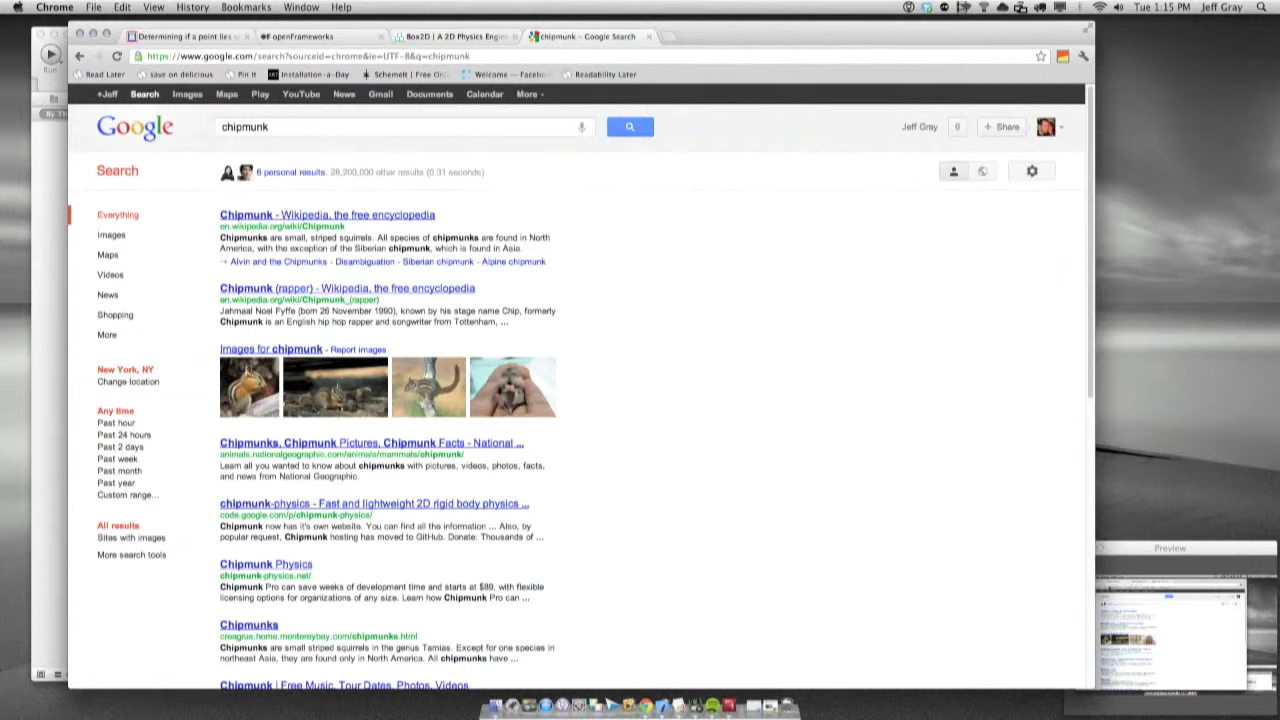 Chrome File Edit View History Bookmarks Window Help Tue 1:15 PM Jeff Gray
Determining if a point lies openFrameworks Box2D | A 2D Physics Engin chipmunk - Google Search
https://www.google.com/search?sourceid=chrome&ie=UTF-8&q=chipmunk
Read Later save on delicious Pin It Installation-a-Day Schemeit | Free Welcome — Readability Later
+Jeff Search Images Maps Play YouTube News Gmail Documents Calendar More
Google chipmunk Jeff Gray 0 + Share
Search 6 personal results. 28,200,000 other results (0.31 seconds)
Everything
Images
Maps
Videos
News
Shopping
More
New York, NY
Change location
Any time
Past hour
Past 24 hours
Past 2 days
Past week
Past month
Past year
Custom range...
All results
Sites with images
More search tools
Chipmunk - Wikipedia, the free encyclopedia
en.wikipedia.org/wiki/Chipmunk
Chipmunks are small, striped squirrels. All species of chipmunks are found in North
America, with the exception of the Siberian chipmunk, which is found in Asia.
→ Alvin and the Chipmunks - Disambiguation - Siberian chipmunk - Alpine chipmunk
Chipmunk (rapper) - Wikipedia, the free encyclopedia
en.wikipedia.org/wiki/Chipmunk_(rapper)
Jahmaal Noel Fyffe (born 26 November 1990), known by his stage name Chip, formerly
Chipmunk is an English hip hop rapper and songwriter from Tottenham, ...
Images for chipmunk - Report images
Chipmunks, Chipmunk Pictures, Chipmunk Facts - National ...
animals.nationalgeographic.com/animals/mammals/chipmunk/
Learn all you wanted to know about chipmunks with pictures, videos, photos, facts,
and news from National Geographic.
chipmunk-physics - Fast and lightweight 2D rigid body physics ...
code.google.com/p/chipmunk-physics/
Chipmunk now has it's own website. You can find all the information ... Also, by
popular request, Chipmunk hosting has moved to GitHub. Donate: Thousands of ...
Chipmunk Physics
chipmunk-physics.net/
Chipmunk Pro can save weeks of development time and starts at $89, with flexible
licensing options for organizations of any size. Learn how Chipmunk Pro can ...
Chipmunks
creagrus.home.montereybay.com/chipmunks.html
Chipmunks are small striped squirrels in the genus Tamias. Except for one species in
northeast Asia, they are found only in North America. All chipmunks have ...
Chipmunk | Free Music, Tour Dates, Photos, Videos
Run
By
Preview